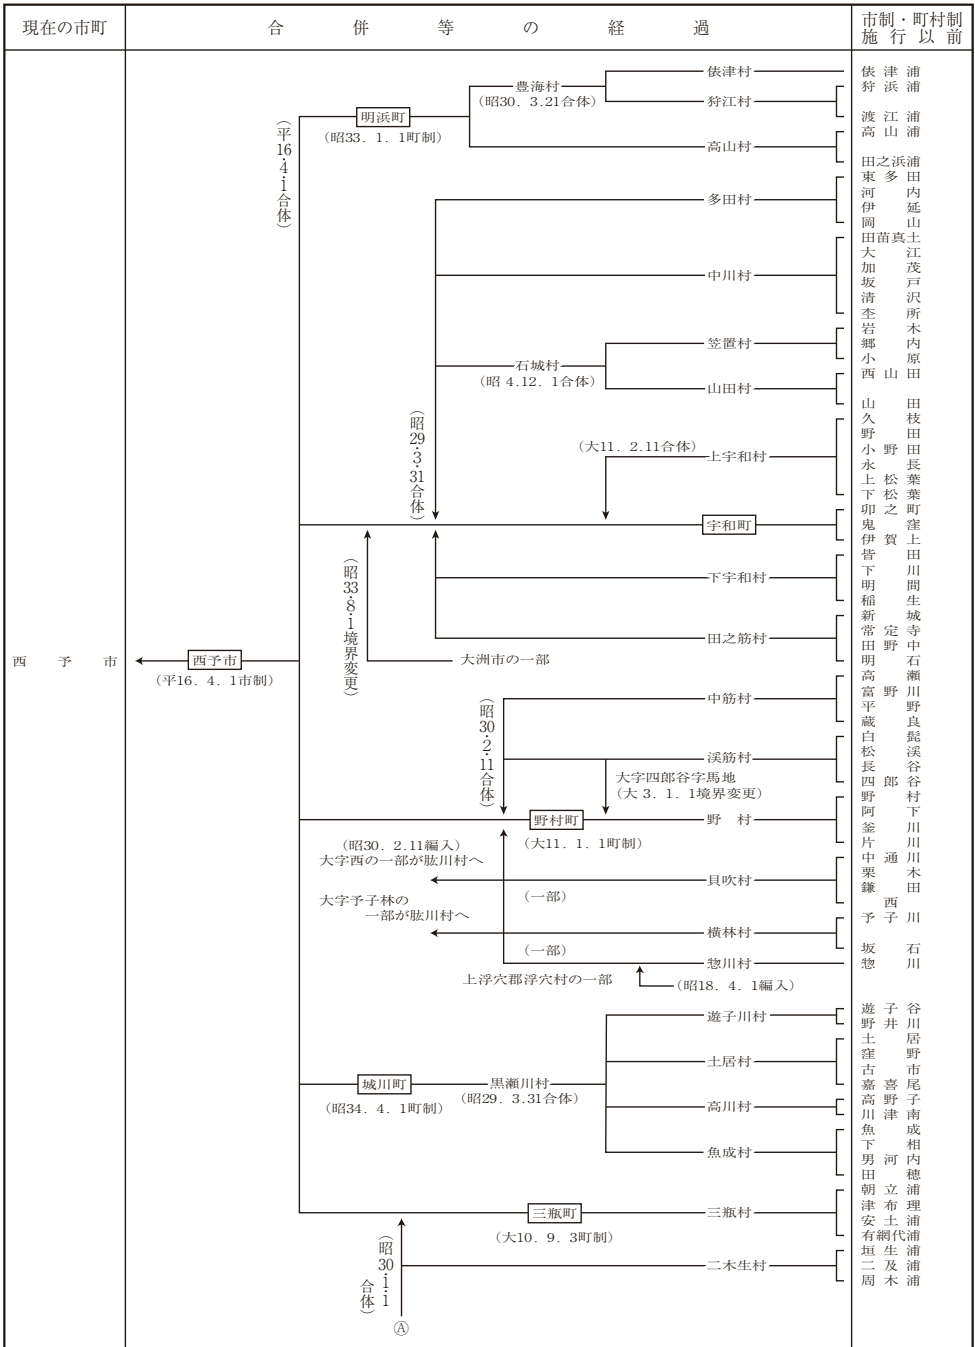 現在の市町
合併等の経過
市制・町村制
施行以前
西予市
西予市
(平16. 4. 1市制)
(平16・4・1合体)
明浜町
(昭33. 1. 1町制)
豊海村
(昭30. 3.21合体)
俵津村
俵津浦
狩江村
狩浜浦
渡江浦
高山村
高山浦
田之浜浦
多田村
東多田
河内
伊延
岡山
中川村
田苗真土
大江
加茂
坂戸
清沢
杢所
石城村
(昭 4.12. 1合体)
笠置村
岩木
郷内
小原
山田村
西山田
山田
(昭29・3・31合体)
(大11. 2.11合体)
上宇和村
久枝
野田
小野田
永長
上松葉
下松葉
宇和町
卯之町
鬼窪
伊賀上
下宇和村
皆田
下川
明間
稲生
田之筋村
新城
常定寺
田野中
明石
(昭33・8・1境界変更)
大洲市の一部
(昭30・2・11合体)
中筋村
高瀬
富野川
平野
蔵良
渓筋村
白髭
松渓
長谷
四郎谷
大字四郎谷字馬地
(大 3. 1. 1境界変更)
野村町
(大11. 1. 1町制)
野村
野村
阿下
釜川
片川
(昭30. 2.11編入)
大字西の一部が肱川村へ
(一部)
貝吹村
中通川
栗木
鎌田
西
大字予子林の
一部が肱川村へ
(一部)
横林村
予子川
坂石
惣川村
惣川
上浮穴郡浮穴村の一部
(昭18. 4. 1編入)
城川町
(昭34. 4. 1町制)
黒瀬川村
(昭29. 3.31合体)
遊子川村
遊子谷
野井川
土居村
土居
窪野
古市
嘉喜尾
高川村
高野子
川津南
魚成村
魚成
下相
男河内
田穂
三瓶町
(大10. 9. 3町制)
三瓶村
朝立浦
津布理
安土浦
有網代浦
二木生村
垣生浦
二及浦
周木浦
(昭30・1・1合体)
Ⓐ